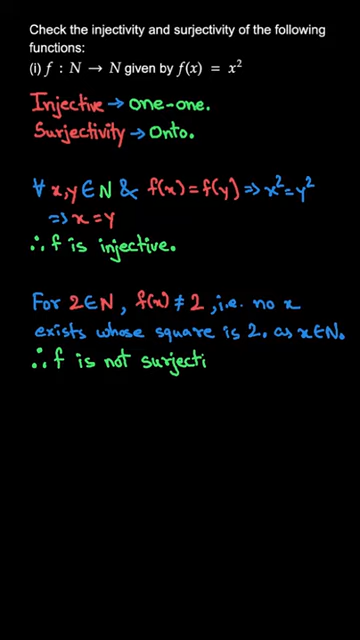 Check the injectivity and surjectivity of the following
functions:
(i) f : N → N given by f(x) = x²
Injective → one-one.
Surjectivity → Onto.
∀ x,y ∈ N & f(x) = f(y) ⇒ x² = y²
⇒ x = y
∴ f is injective.
For 2 ∈ N, f(x) ≠ 2, i.e. no x
exists whose square is 2. as x ∈ N.
∴ f is not surjecti